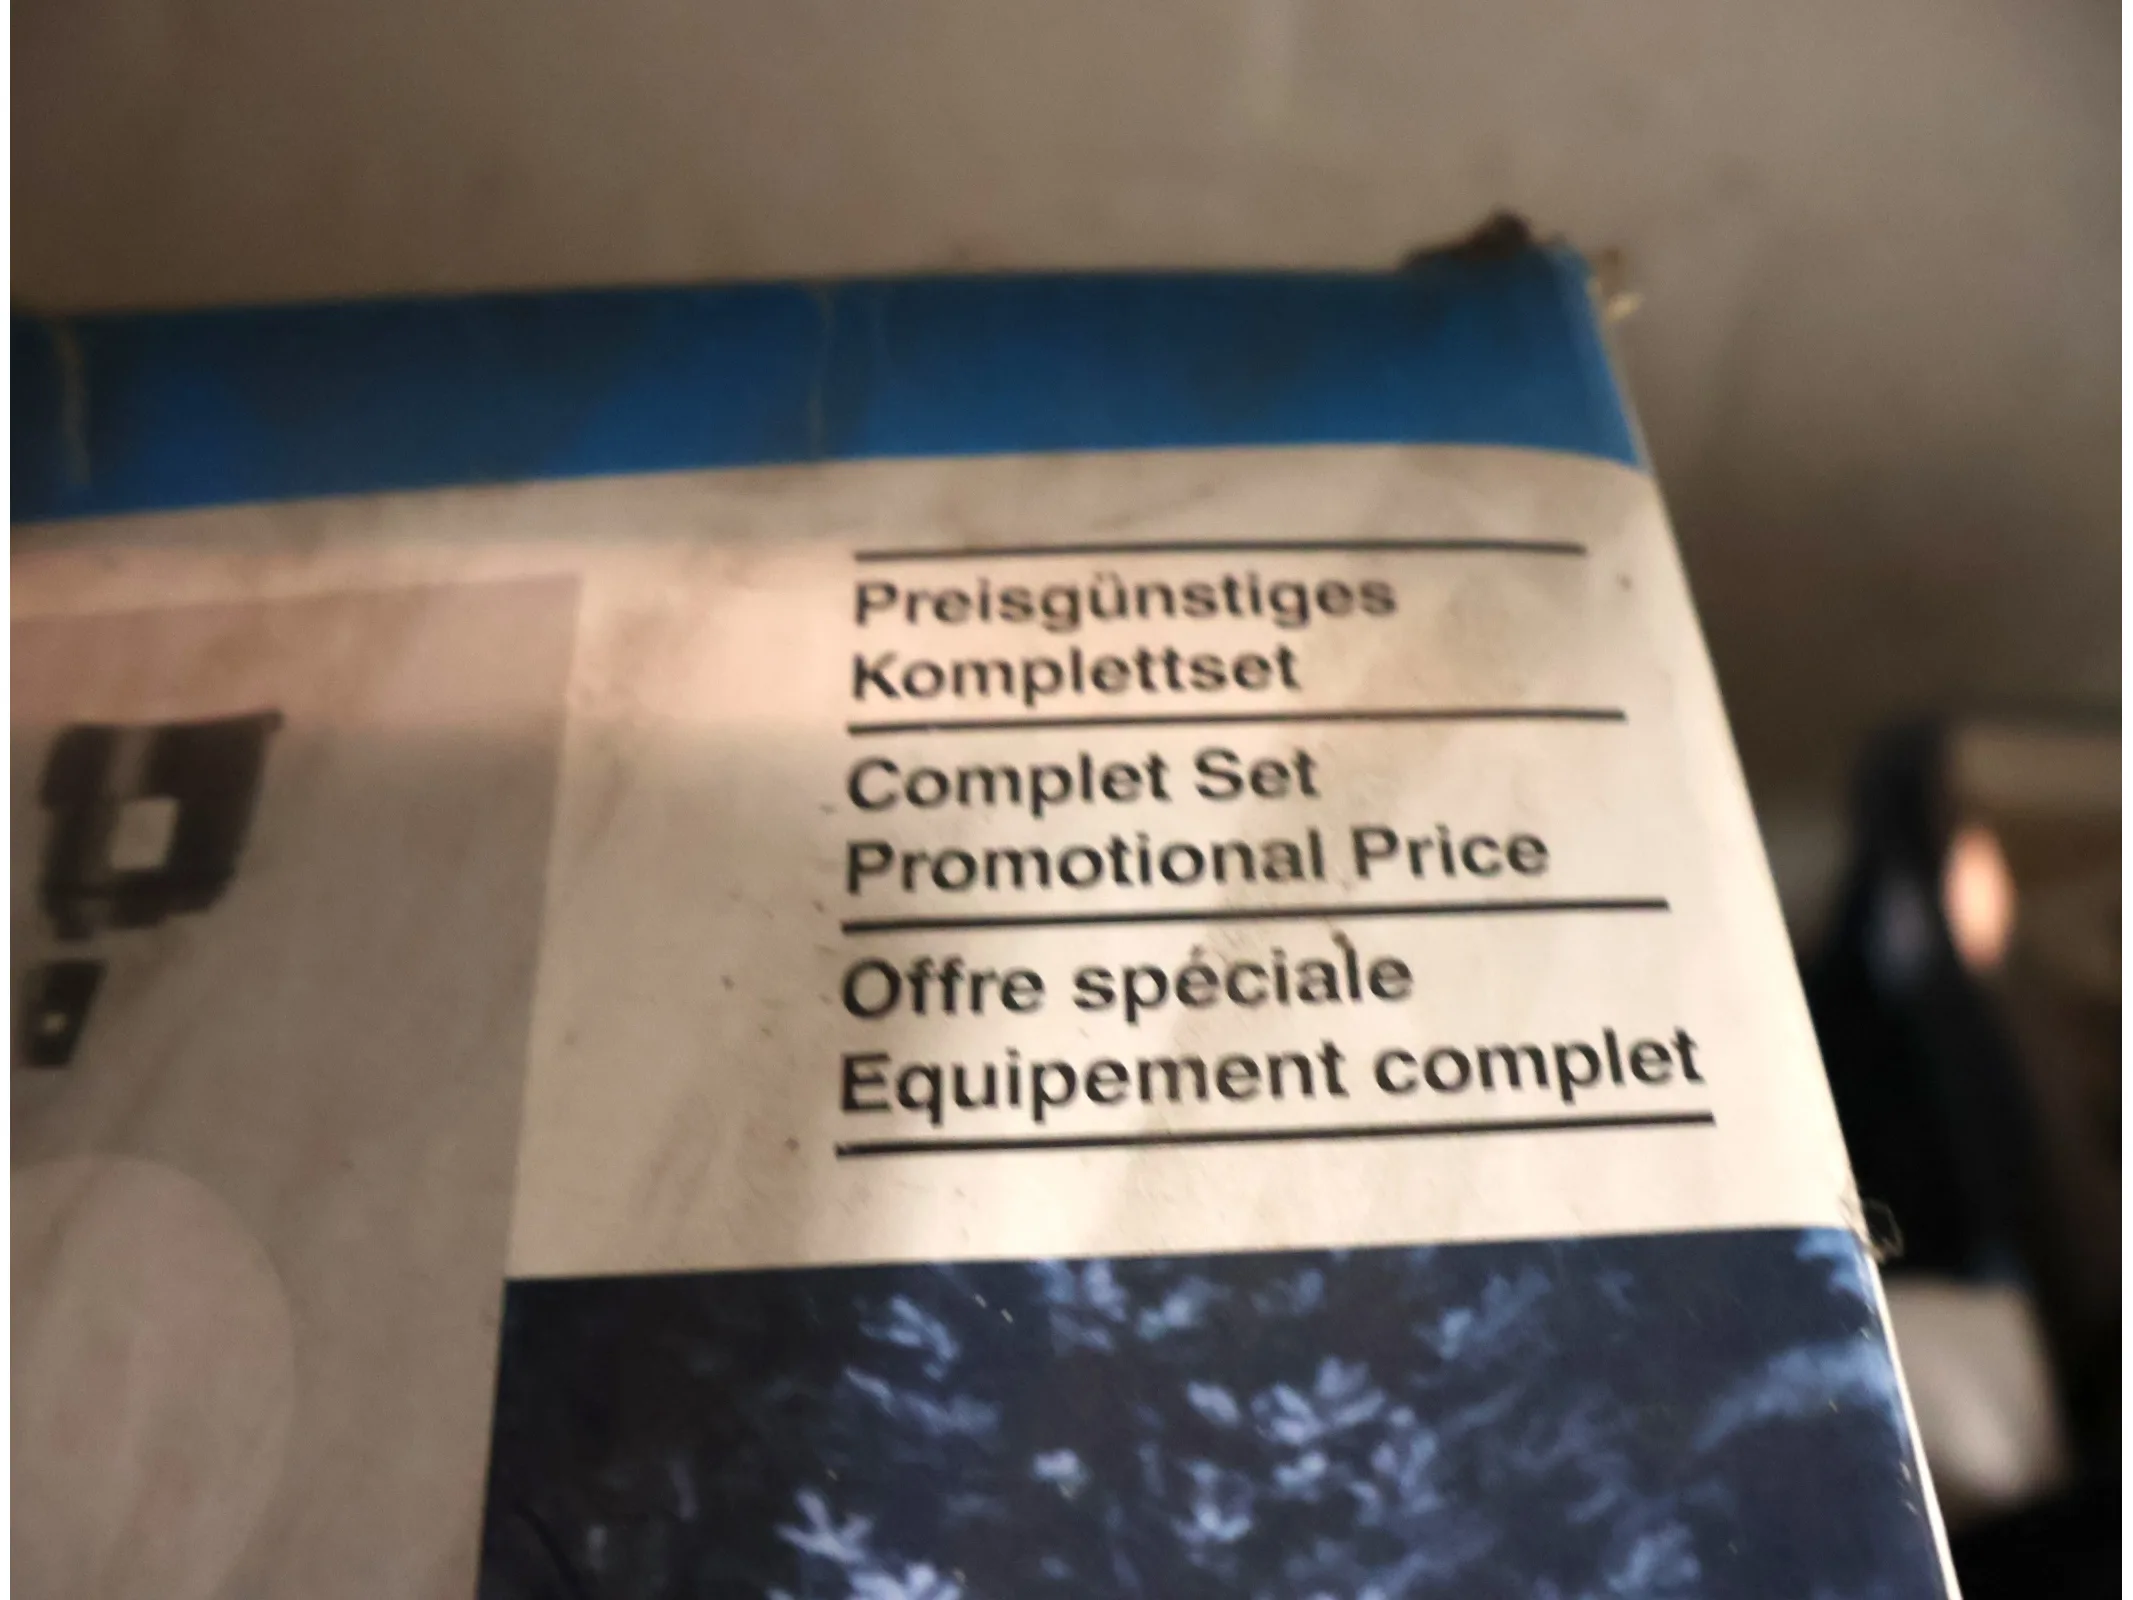 Preisgünstiges
Komplettset
Complet Set
Promotional Price
Offre spéciale
Equipement complet